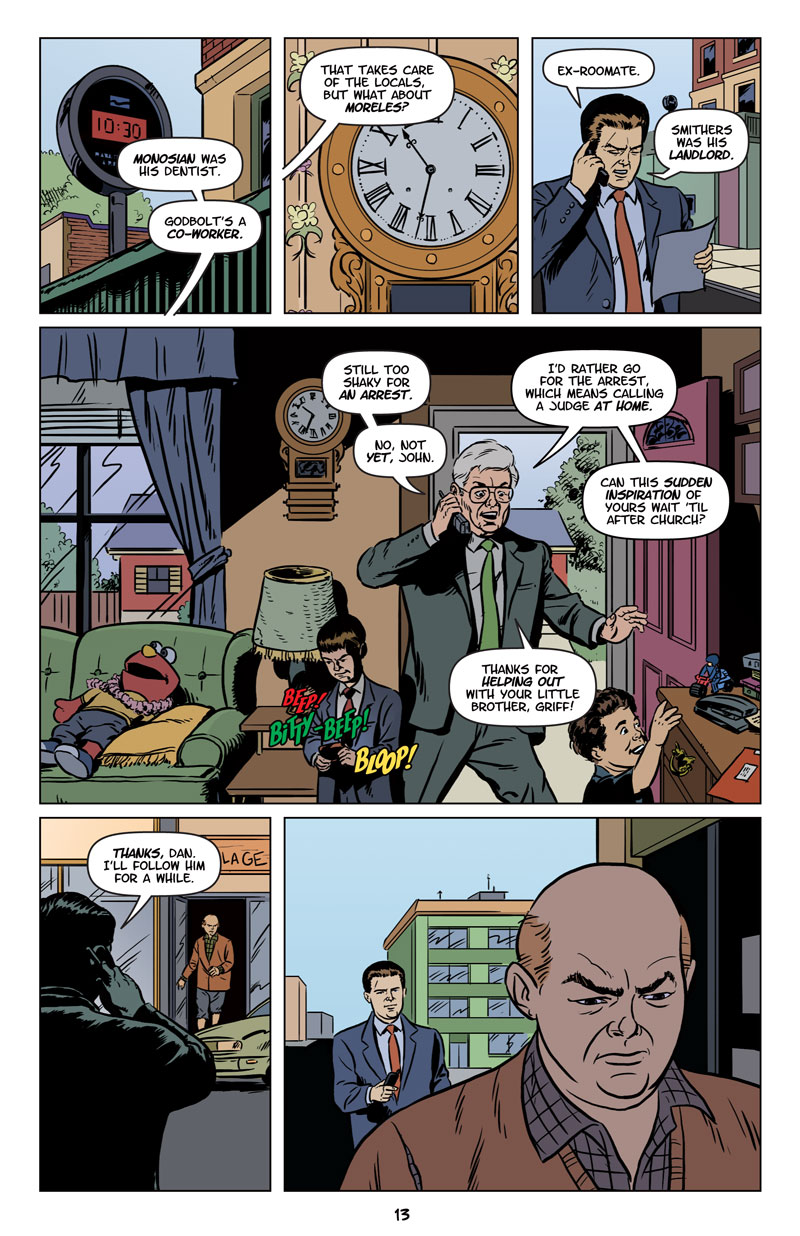 10:30
MONOSIAN WAS
HIS DENTIST.
GODBOLT'S A
CO-WORKER.
THAT TAKES CARE
OF THE LOCALS,
BUT WHAT ABOUT
MORELES?
EX-ROOMATE.
SMITHERS
WAS HIS
LANDLORD.
STILL TOO
SHAKY FOR
AN ARREST.
NO, NOT
YET, JOHN.
I'D RATHER GO
FOR THE ARREST,
WHICH MEANS CALLING
A JUDGE AT HOME.
CAN THIS SUDDEN
INSPIRATION OF
YOURS WAIT 'TIL
AFTER CHURCH?
THANKS FOR
HELPING OUT
WITH YOUR LITTLE
BROTHER, GRIFF!
BEEP!
BITTY-BEEP!
BLOOP!
THANKS, DAN.
I'LL FOLLOW HIM
FOR A WHILE.
LAGE
13